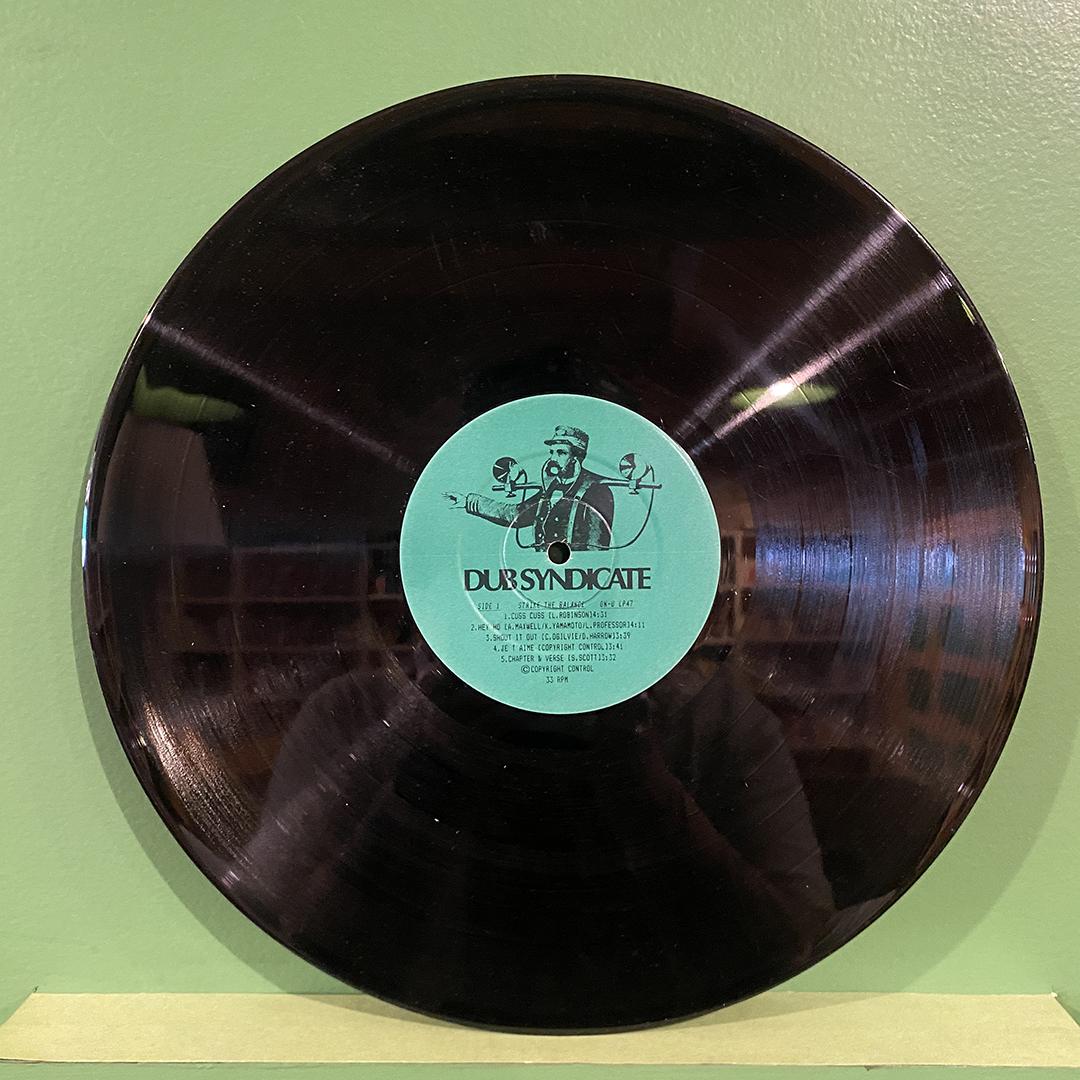 DUB SYNDICATE
SIDE 1 STRIKE THE BALANCE ON-U LP47
1.CUSS CUSS (L.ROBINSON)4:31
2.HEY HO (A.MAXWELL/K.YAMAMOTO/L.PROFESSOR)4:11
3.SHOUT IT OUT (C.OGILVIE/D.HARROW)3:39
4.JE T AIME (COPYRIGHT CONTROL)3:41
5.CHAPTER & VERSE (S.SCOTT)3:32
©COPYRIGHT CONTROL
33 RPM